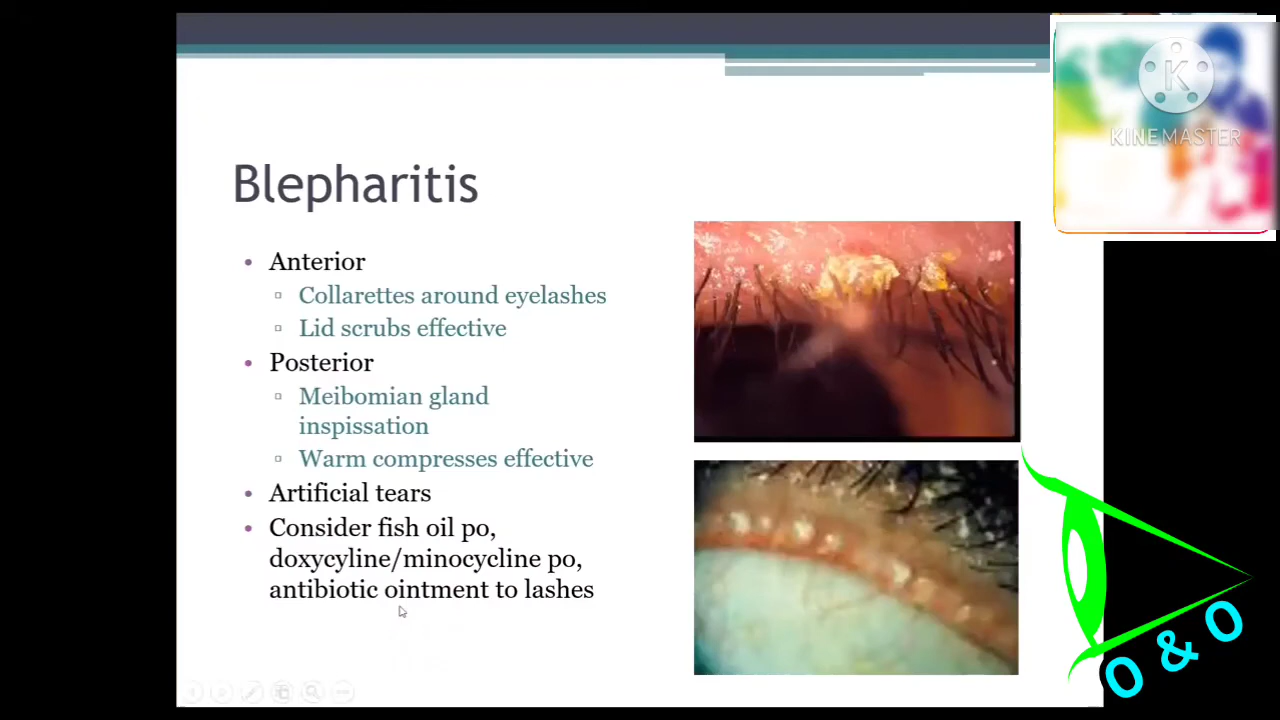 Blepharitis
• Anterior
▫ Collarettes around eyelashes
▫ Lid scrubs effective
• Posterior
▫ Meibomian gland
inspissation
▫ Warm compresses effective
• Artificial tears
• Consider fish oil po,
doxycyline/minocycline po,
antibiotic ointment to lashes
K
KINEMASTER
O & O